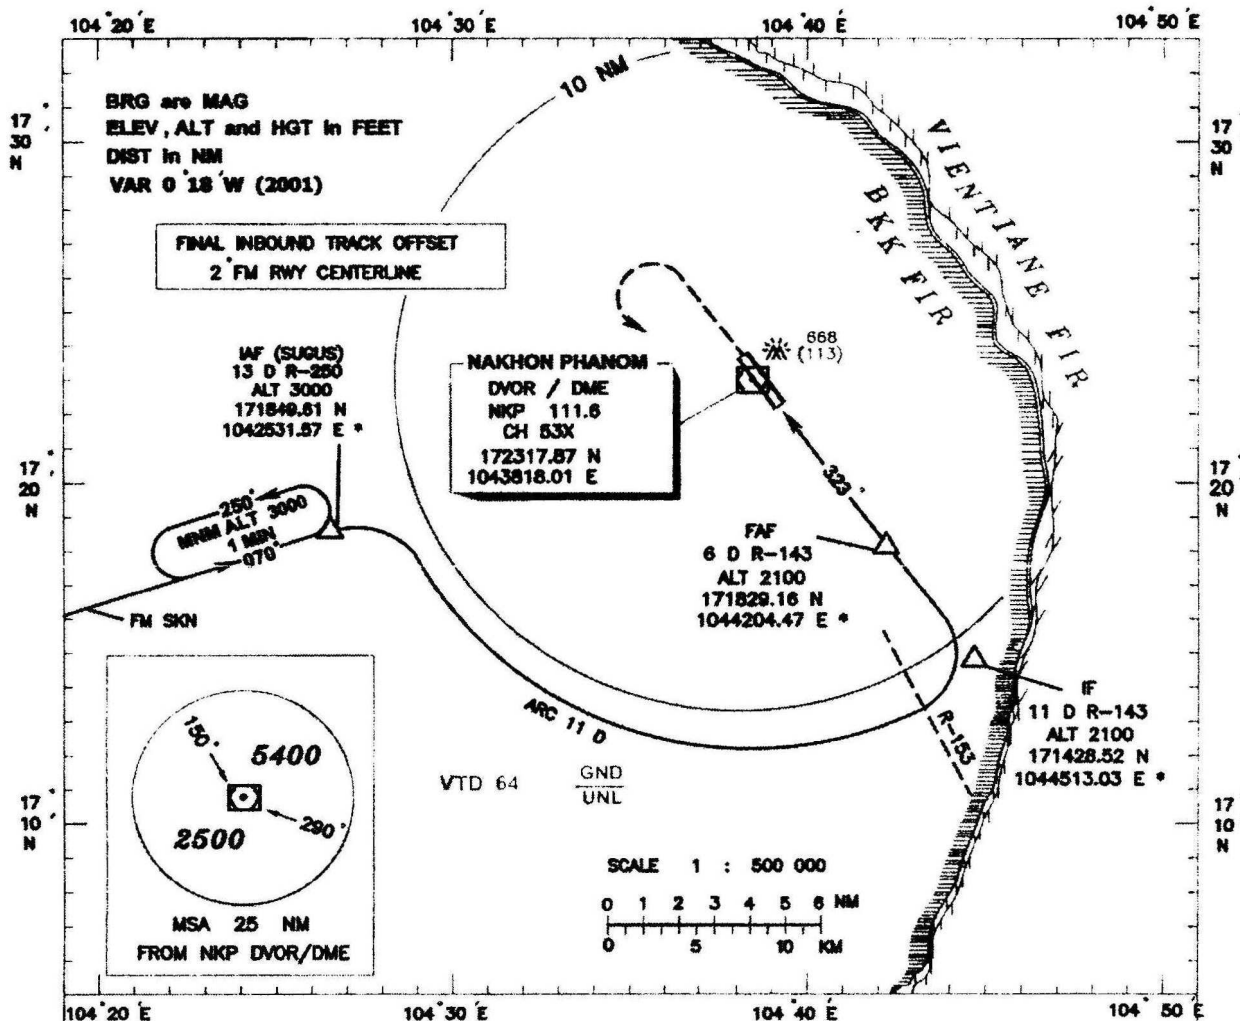 104°20'E
104°30'E
104°40'E
104°50'E
17°
30
N
BRG are MAG
ELEV, ALT and HGT in FEET
DIST in NM
VAR 0°18'W (2001)
10 NM
VIENTIANE FIR
BKK FIR
17°
30
N
FINAL INBOUND TRACK OFFSET
2°FM RWY CENTERLINE
668
(113)
IAF (SUGUS)
13 D R-250
ALT 3000
171849.61 N
1042531.57 E *
NAKHON PHANOM
DVOR / DME
NKP 111.6
CH 53X
172317.87 N
1043818.01 E
17°
20
N
17°
20
N
323°
250°
MNM ALT 3000
1 MIN
070°
FM SKN
FAF
6 D R-143
ALT 2100
171829.16 N
1044204.47 E *
IF
11 D R-143
ALT 2100
171428.52 N
1044513.03 E *
R-153
ARC 11 D
VTD 64
GND
UNL
150°
5400
2500
290°
MSA 25 NM
FROM NKP DVOR/DME
17°
10
N
17°
10
N
SCALE 1 : 500 000
0 1 2 3 4 5 6 NM
0 5 10 KM
104°20'E
104°30'E
104°40'E
104°50'E